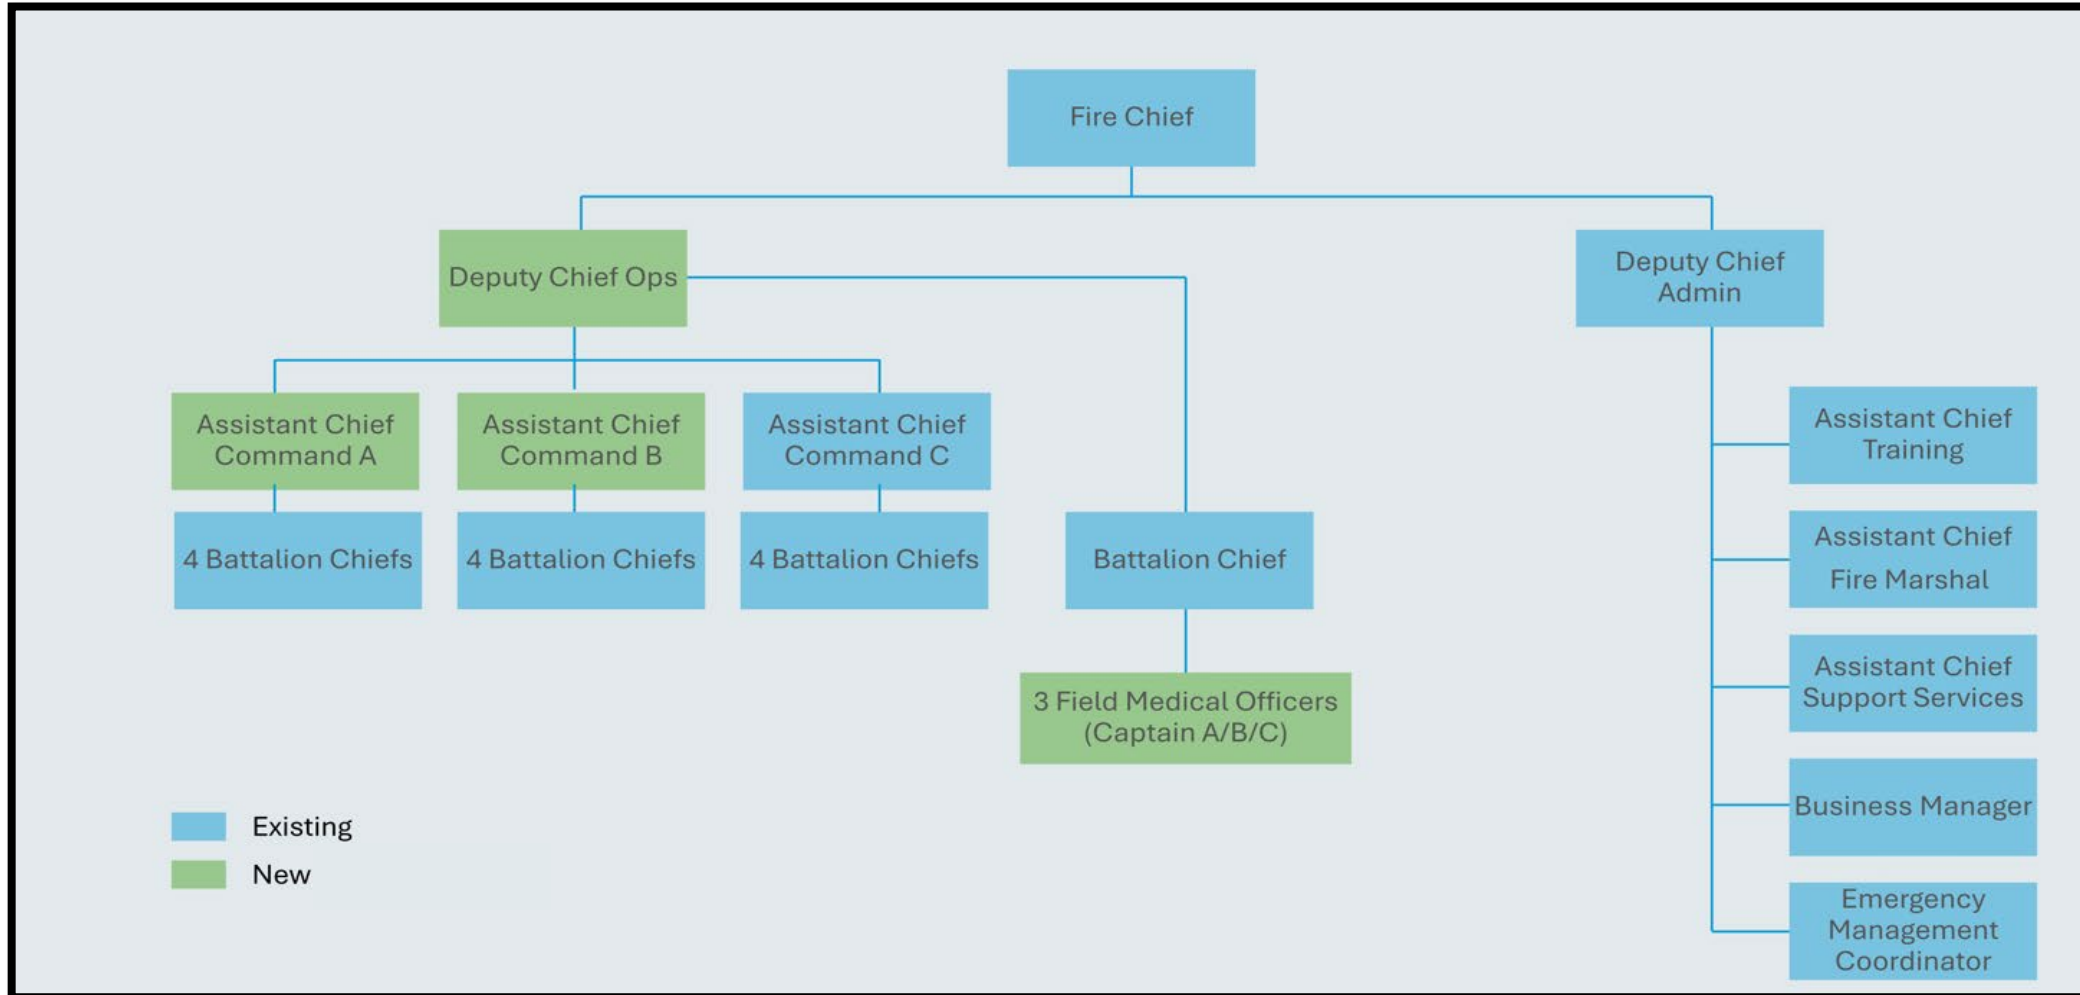 Fire Chief
Deputy Chief Ops
Deputy Chief
Admin
Assistant Chief
Command A
Assistant Chief
Command B
Assistant Chief
Command C
4 Battalion Chiefs
4 Battalion Chiefs
4 Battalion Chiefs
Battalion Chief
3 Field Medical Officers
(Captain A/B/C)
Assistant Chief
Training
Assistant Chief
Fire Marshal
Assistant Chief
Support Services
Business Manager
Emergency
Management
Coordinator
Existing
New